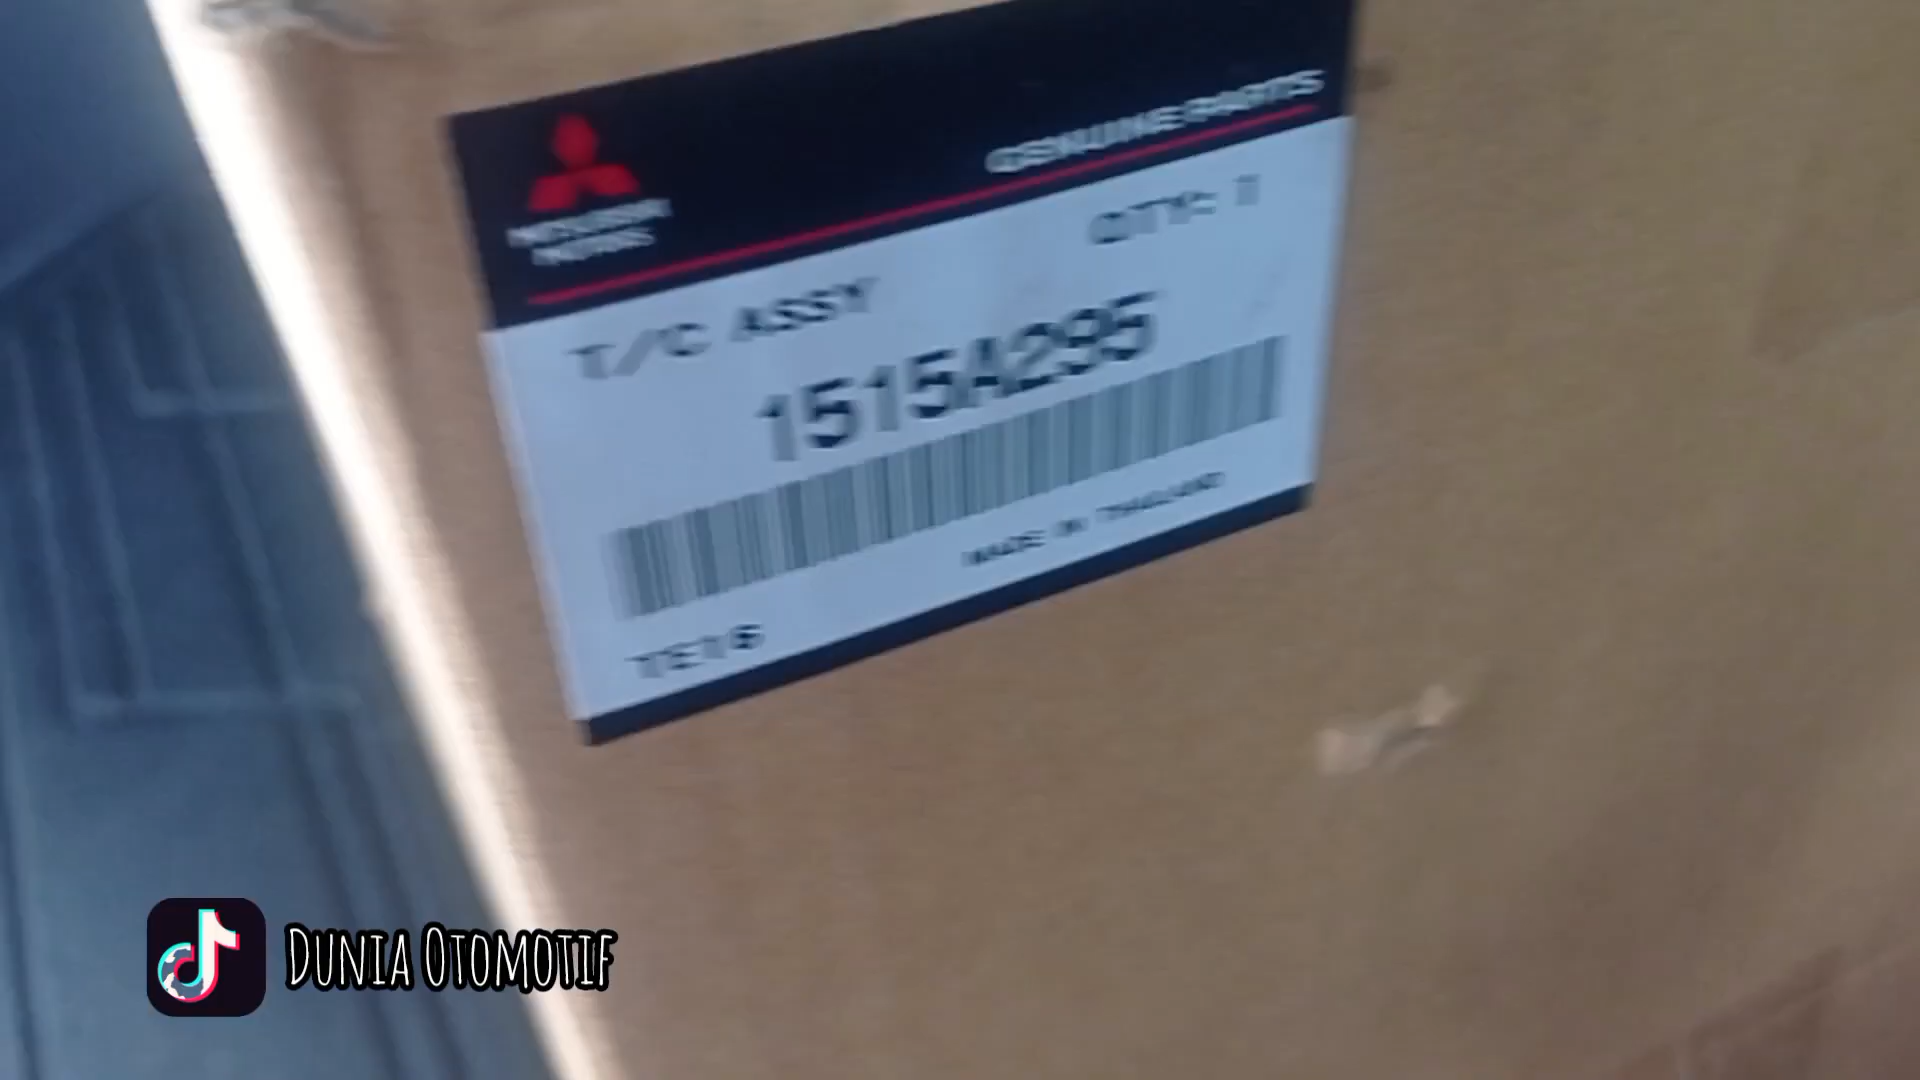 GENUINE PARTS
MITSUBISHI
MOTORS
QTY: 1
T/C ASSY
1515A295
MADE IN THAILAND
TE16
DUNIA OTOMOTIF